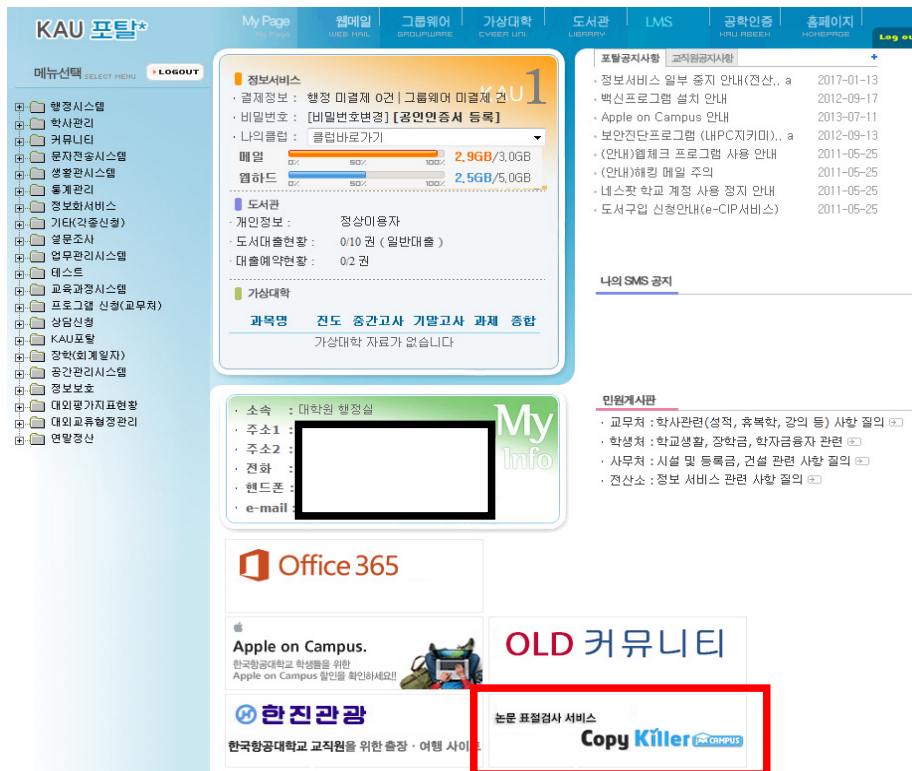 KAU 포탈*
My Page
My Page
웹메일
WEB MAIL
그룹웨어
GROUPWARE
가상대학
CYBER UNI.
도서관
LIBRARY
LMS
공학인증
KAU ABEEK
홈페이지
HOMEPAGE
Log ou
메뉴선택 SELECT MENU LOGOUT
행정시스템
학사관리
커뮤니티
문자전송시스템
생활관시스템
통계관리
정보화서비스
기타(각종신청)
설문조사
업무관리시스템
테스트
교육과정시스템
프로그램 신청(교무처)
상담신청
KAU포탈
장학(회계일자)
공간관리시스템
정보보호
대외평가지표현황
대외교류협정관리
연말정산
정보서비스
KAU 1
· 결제정보 : 행정 미결제 0건 | 그룹웨어 미결제 건
· 비밀번호 : [비밀번호변경] [공인인증서 등록]
· 나의클럽 : 클럽바로가기
메일 0% 50% 100% 2.9GB/3.0GB
웹하드 0% 50% 100% 2.5GB/5.0GB
도서관
· 개인정보 : 정상이용자
· 도서대출현황 : 0/10 권 ( 일반대출 )
· 대출예약현황 : 0/2 권
가상대학
과목명 진도 중간고사 기말고사 과제 종합
가상대학 자료가 없습니다
· 소속 : 대학원 행정실
· 주소1 :
· 주소2 :
· 전화 :
· 핸드폰 :
· e-mail :
My
Info
포탈공지사항 교직원공지사항 +
· 정보서비스 일부 중지 안내(전산.. a 2017-01-13
· 백신프로그램 설치 안내 2012-09-17
· Apple on Campus 안내 2013-07-11
· 보안진단프로그램 (내PC지키미).. a 2012-09-13
· (안내)웹체크 프로그램 사용 안내 2011-05-25
· (안내)해킹 메일 주의 2011-05-25
· 네스팟 학교 계정 사용 정지 안내 2011-05-25
· 도서구입 신청안내(e-CIP서비스) 2011-05-25
나의 SMS 공지
민원게시판
· 교무처 : 학사관련(성적, 휴복학, 강의 등) 사항 질의
· 학생처 : 학교생활, 장학금, 학자금융자 관련
· 사무처 : 시설 및 등록금, 건설 관련 사항 질의
· 전산소 : 정보 서비스 관련 사항 질의
Office 365
Apple on Campus.
한국항공대학교 학생들을 위한
Apple on Campus 할인을 확인하세요!!
OLD 커뮤니티
한진관광
한국항공대학교 교직원을 위한 출장 · 여행 사이트
논문 표절검사 서비스
Copy Killer CAMPUS